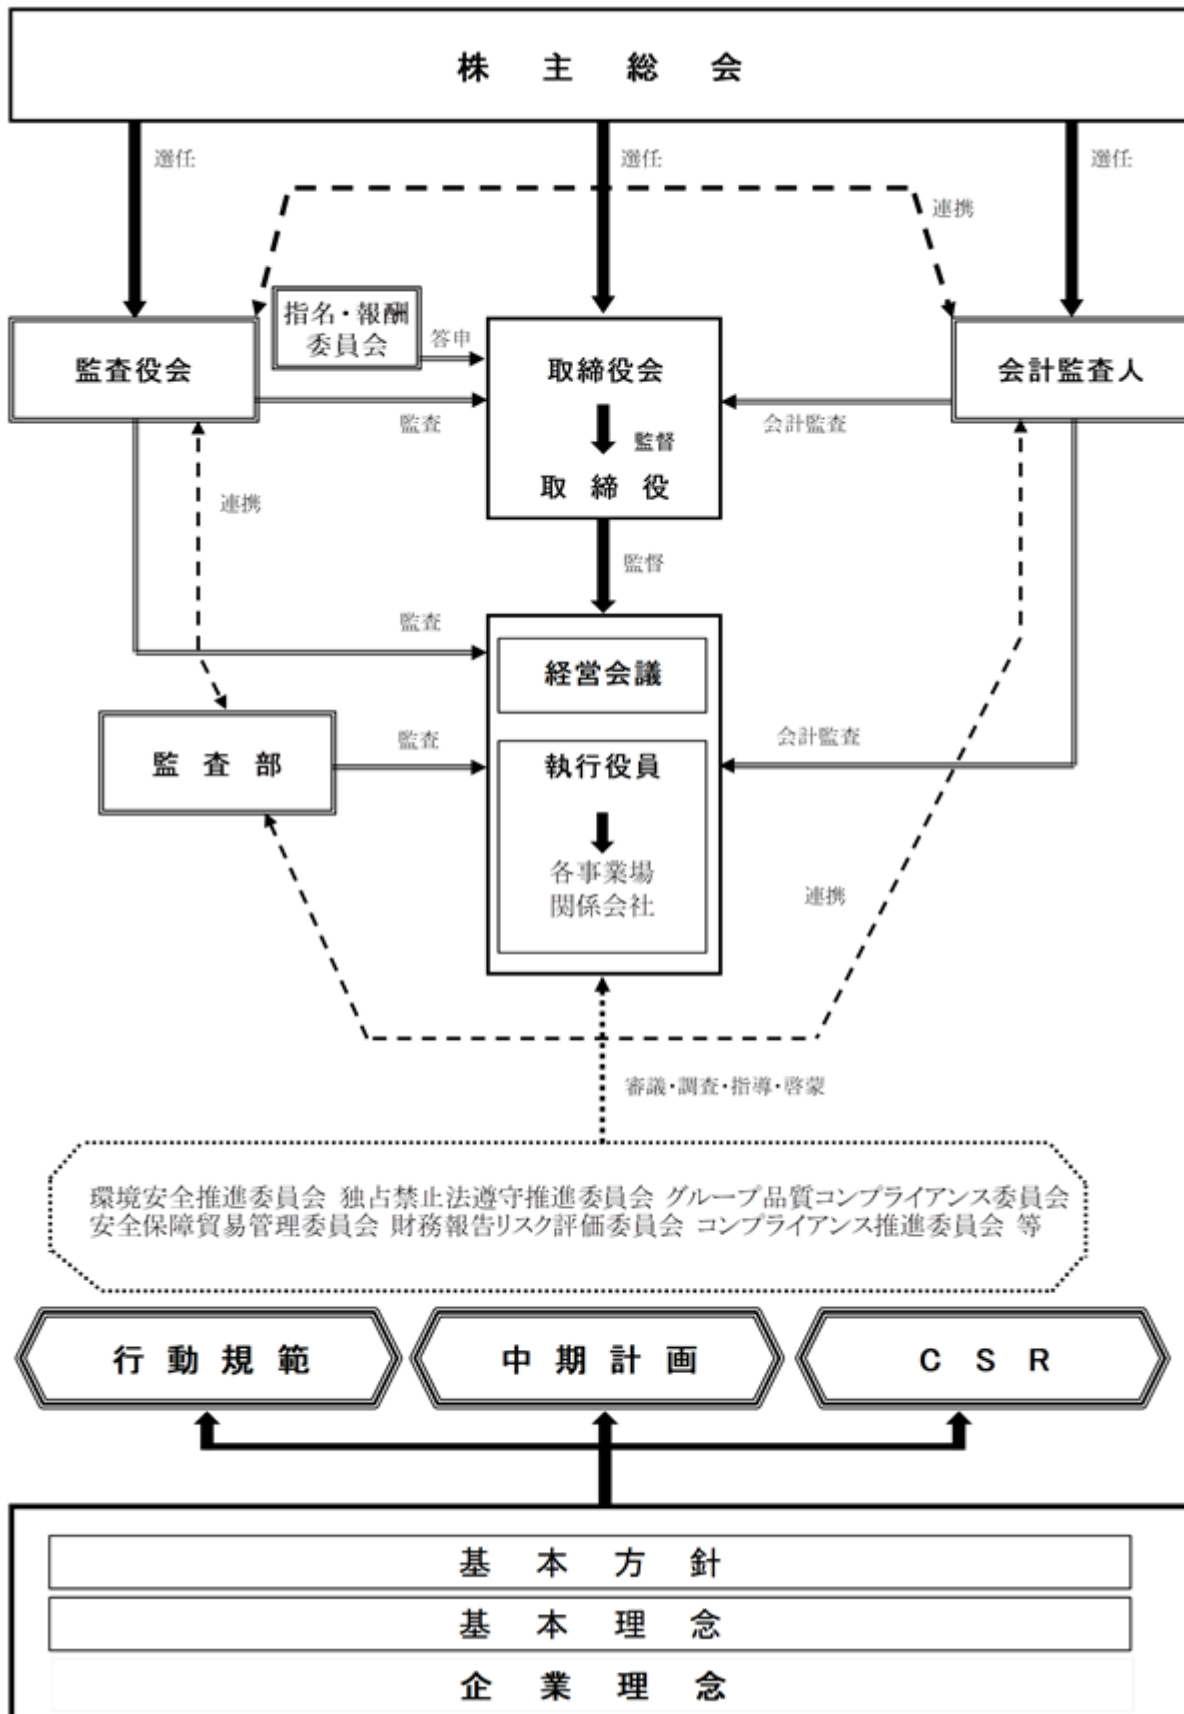 株主総会
選任
選任
選任
連携
指名・報酬
委員会
答申
監査役会
取締役会
会計監査人
監査
会計監査
監督
取締役
連携
監督
監査
経営会議
監査部
監査
執行役員
会計監査
各事業場
関係会社
連携
審議・調査・指導・啓蒙
環境安全推進委員会 独占禁止法遵守推進委員会 グループ品質コンプライアンス委員会
安全保障貿易管理委員会 財務報告リスク評価委員会 コンプライアンス推進委員会 等
行動規範
中期計画
CSR
基本方針
基本理念
企業理念